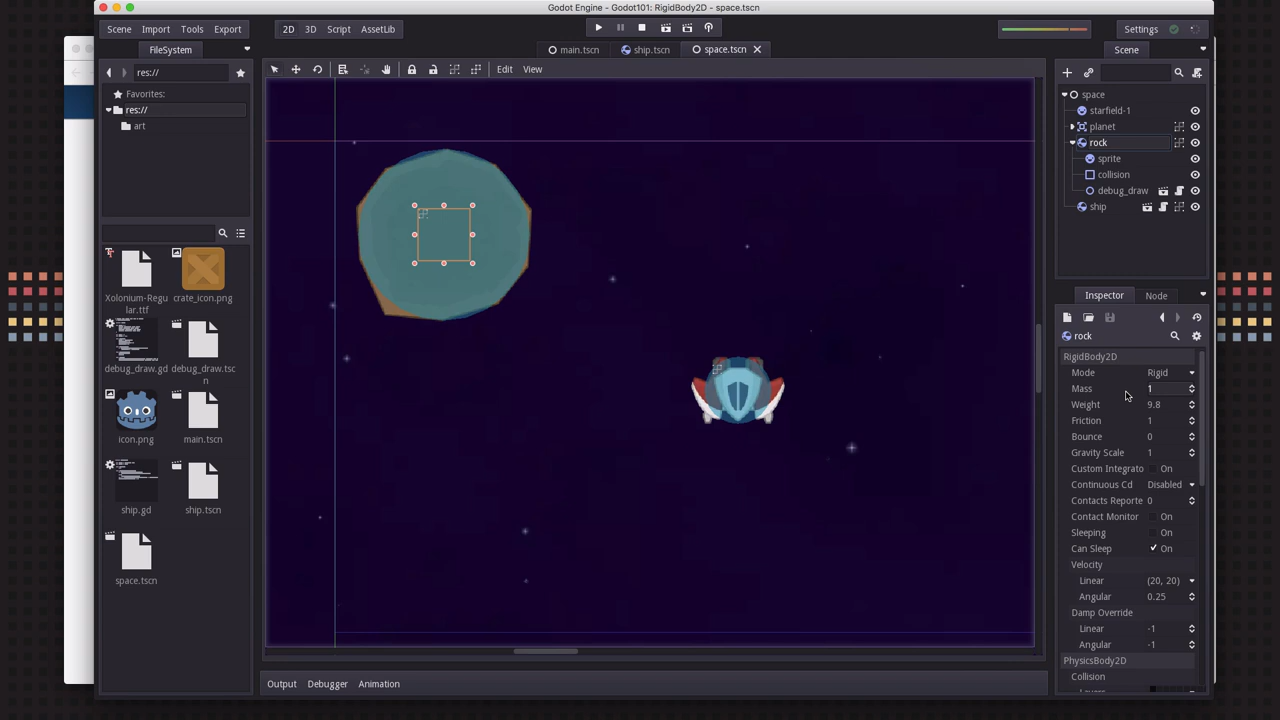 Godot Engine - Godot101: RigidBody2D - space.tscn
Scene Import Tools Export
2D 3D Script AssetLib
Settings
FileSystem
main.tscn ship.tscn space.tscn
Scene
res://
Edit View
Favorites:
res://
art
space
starfield-1
planet
rock
sprite
collision
debug_draw
ship
Xolonium-Regu
lar.ttf
crate_icon.png
debug_draw.gd
debug_draw.tsc
n
icon.png
main.tscn
ship.gd
ship.tscn
space.tscn
Inspector Node
rock
RigidBody2D
Mode Rigid
Mass 1
Weight 9.8
Friction 1
Bounce 0
Gravity Scale 1
Custom Integrato On
Continuous Cd Disabled
Contacts Reporte 0
Contact Monitor On
Sleeping On
Can Sleep On
Velocity
Linear (20, 20)
Angular 0.25
Damp Override
Linear -1
Angular -1
PhysicsBody2D
Collision
Output Debugger Animation